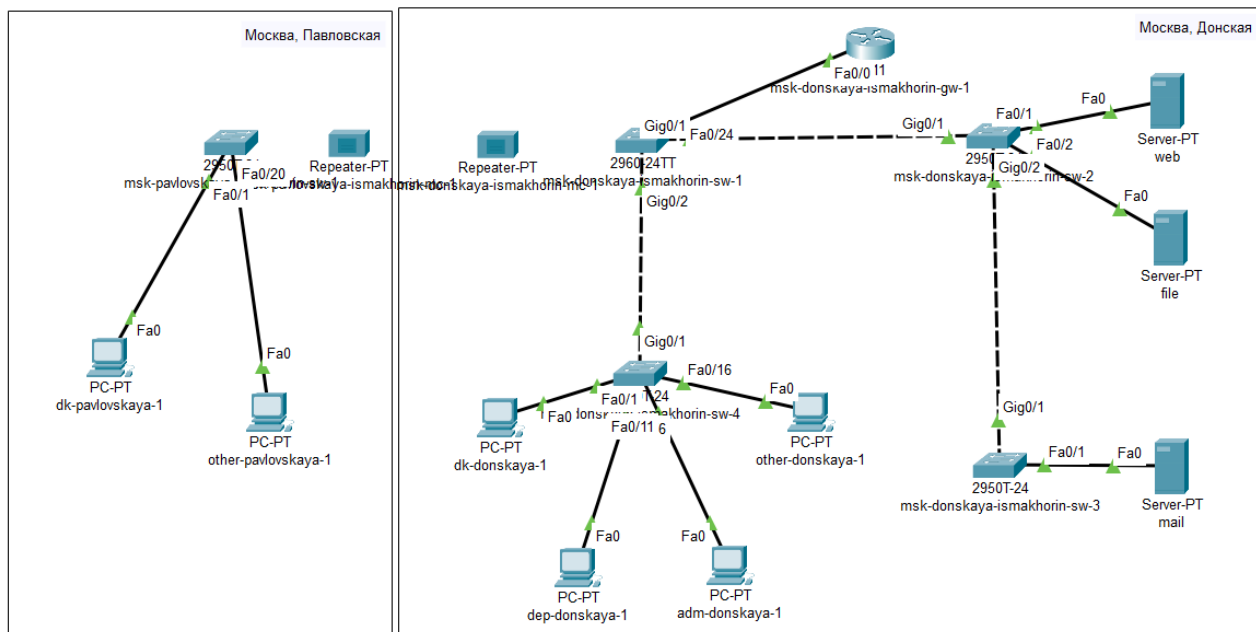 Москва, Павловская
Fa0/20
Fa0/1
Repeater-PT
Fa0
PC-PT
dk-pavlovskaya-1
Fa0
PC-PT
other-pavlovskaya-1
Москва, Донская
Fa0/0
msk-donskaya-ismakhorin-gw-1
Repeater-PT
Gig0/1
Fa0/24
2960-24TT
msk-donskaya-ismakhorin-sw-1
Gig0/2
Gig0/1
Fa0/1
Fa0
Server-PT
web
Fa0/2
Gig0/2
msk-donskaya-ismakhorin-sw-2
Fa0
Server-PT
file
Gig0/1
Fa0/16
Fa0/1
Fa0
Fa0
Fa0/11
PC-PT
dk-donskaya-1
PC-PT
other-donskaya-1
Fa0
PC-PT
dep-donskaya-1
Fa0
PC-PT
adm-donskaya-1
Gig0/1
Fa0/1
Fa0
2950T-24
msk-donskaya-ismakhorin-sw-3
Server-PT
mail